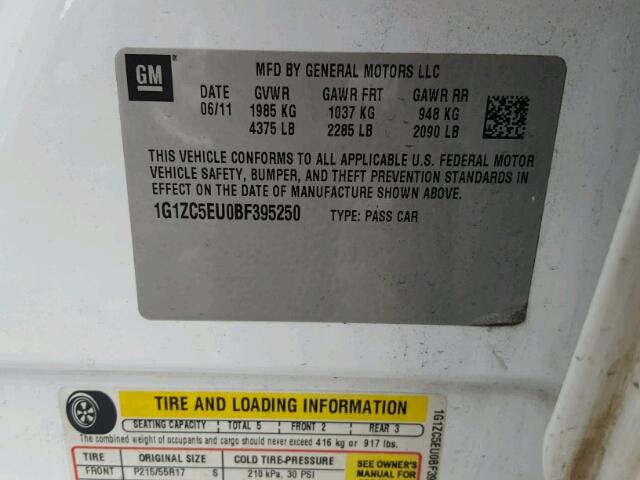 GM
MFD BY GENERAL MOTORS LLC
DATE GVWR GAWR FRT GAWR RR
06/11 1985 KG 1037 KG 948 KG
4375 LB 2285 LB 2090 LB
THIS VEHICLE CONFORMS TO ALL APPLICABLE U.S. FEDERAL MOTOR
VEHICLE SAFETY, BUMPER, AND THEFT PREVENTION STANDARDS IN
EFFECT ON THE DATE OF MANUFACTURE SHOWN ABOVE.
1G1ZC5EU0BF395250 TYPE: PASS CAR
TIRE AND LOADING INFORMATION
SEATING CAPACITY TOTAL 5 FRONT 2 REAR 3
The combined weight of occupants and cargo should never exceed 416 kg or 917 lbs.
TIRE ORIGINAL SIZE COLD TIRE-PRESSURE
FRONT P215/55R17 S 210 kPa, 30 PSI
SEE OWNER'S
MANUAL FOR
1G1ZC5EU0BF39